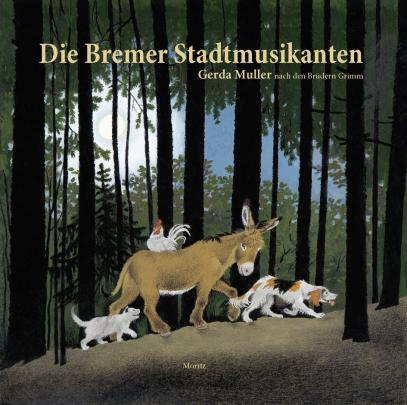 Die Bremer Stadtmusikanten
Gerda Muller nach den Brüdern Grimm
Moritz